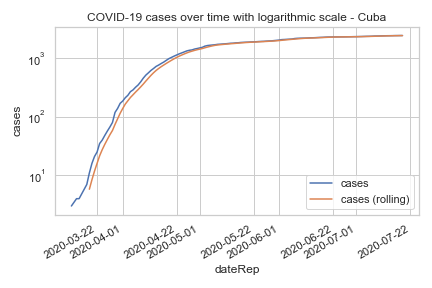 COVID-19 cases over time with logarithmic scale - Cuba
cases
10³
10²
10¹
cases
cases (rolling)
2020-03-22
2020-04-01
2020-04-22
2020-05-01
2020-05-22
2020-06-01
2020-06-22
2020-07-01
2020-07-22
dateRep